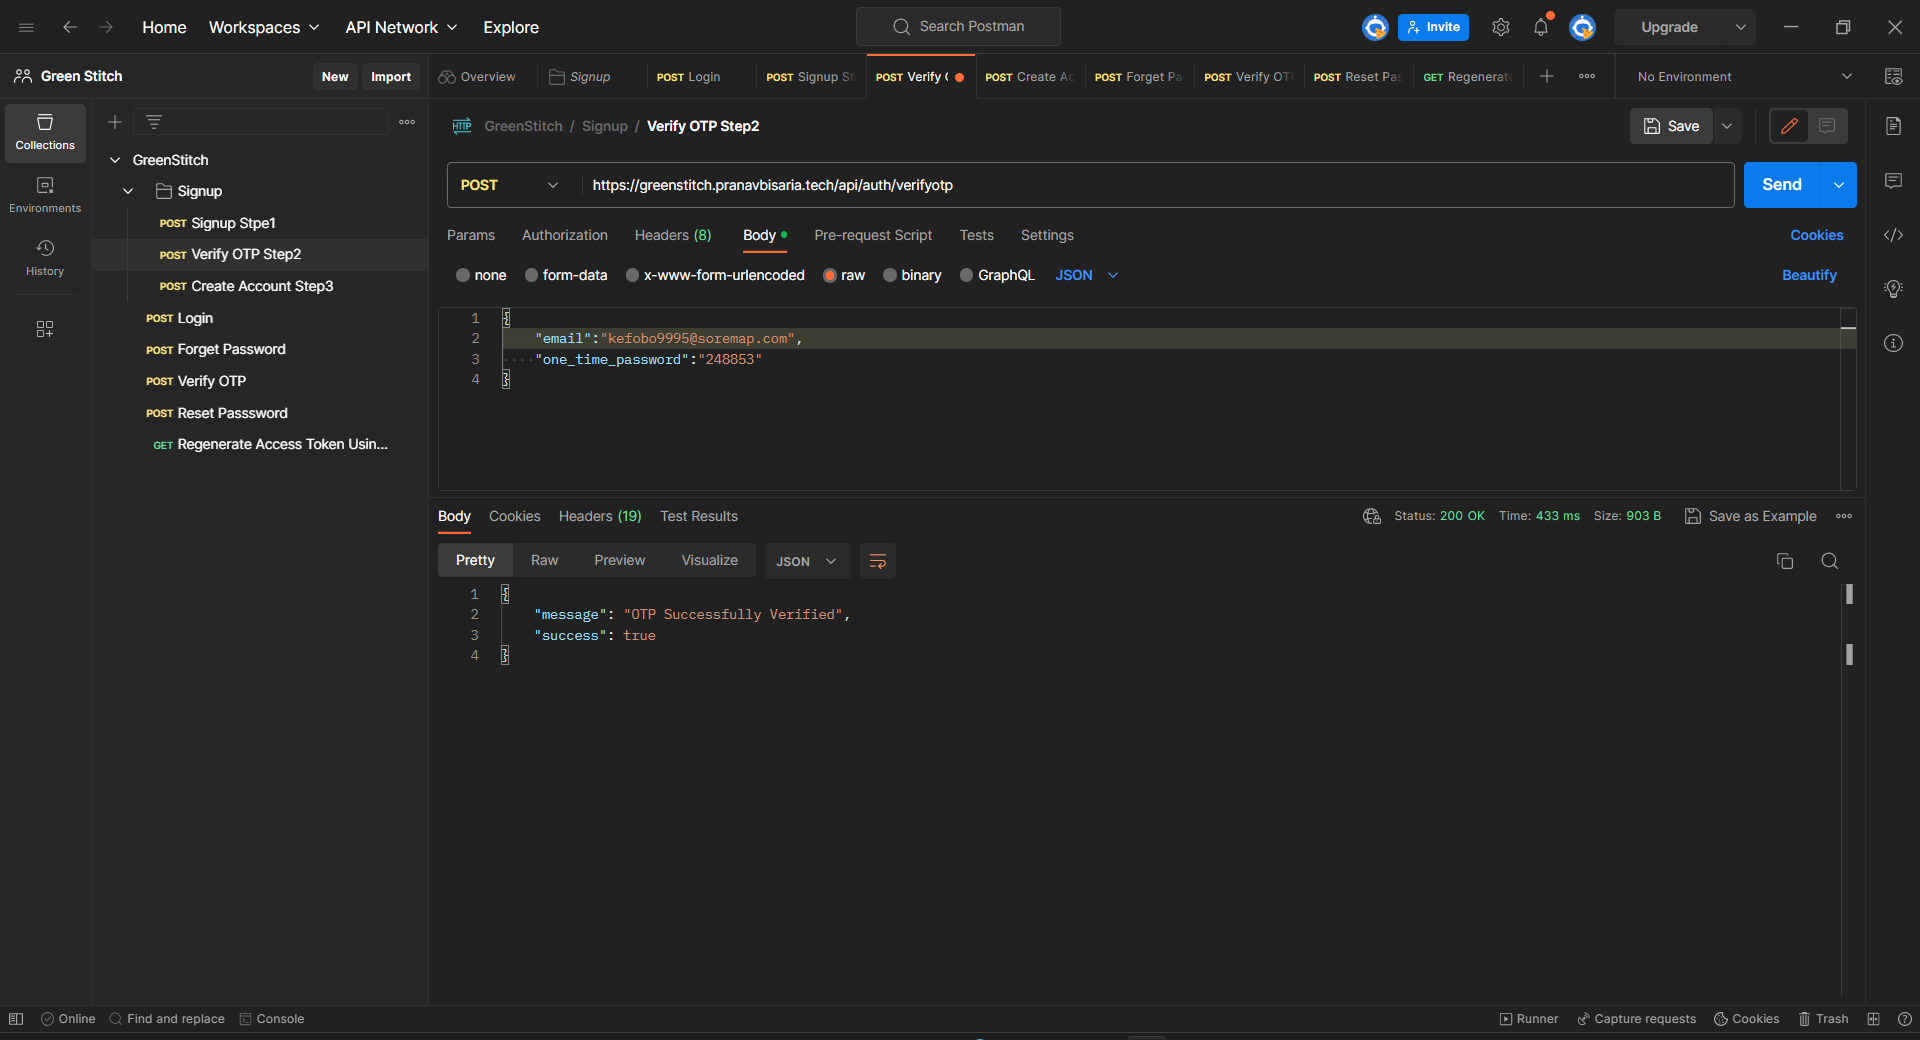 Home Workspaces API Network Explore Search Postman Invite Upgrade
Green Stitch New Import
Overview Signup POST Login POST Signup St POST Verify POST Create Ac POST Forget Pa POST Verify OT POST Reset Pas GET Regenerat No Environment
Collections
Environments
History
GreenStitch
Signup
POST Signup Stpe1
POST Verify OTP Step2
POST Create Account Step3
POST Login
POST Forget Password
POST Verify OTP
POST Reset Passsword
GET Regenerate Access Token Usin...
HTTP GreenStitch / Signup / Verify OTP Step2 Save
POST https://greenstitch.pranavbisaria.tech/api/auth/verifyotp Send
Params Authorization Headers (8) Body Pre-request Script Tests Settings Cookies
none form-data x-www-form-urlencoded raw binary GraphQL JSON Beautify
1 {
2 "email":"kefobo9995@soremap.com",
3 "one_time_password":"248853"
4 }
Body Cookies Headers (19) Test Results Status: 200 OK Time: 433 ms Size: 903 B Save as Example
Pretty Raw Preview Visualize JSON
1 {
2 "message": "OTP Successfully Verified",
3 "success": true
4 }
Online Find and replace Console Runner Capture requests Cookies Trash